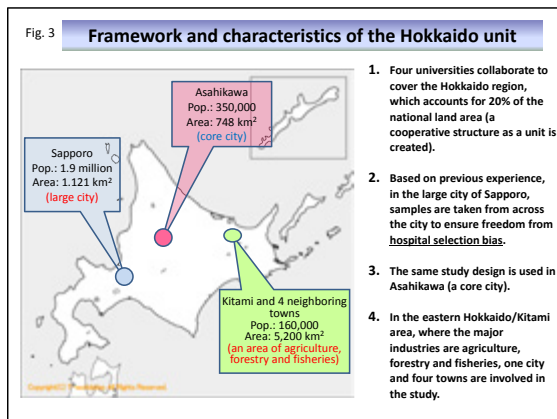 Fig. 3
Framework and characteristics of the Hokkaido unit
Asahikawa
Pop.: 350,000
Area: 748 km²
(core city)
Sapporo
Pop.: 1.9 million
Area: 1.121 km²
(large city)
Kitami and 4 neighboring
towns
Pop.: 160,000
Area: 5,200 km²
(an area of agriculture,
forestry and fisheries)
1. Four universities collaborate to
cover the Hokkaido region,
which accounts for 20% of the
national land area (a
cooperative structure as a unit is
created).
2. Based on previous experience,
in the large city of Sapporo,
samples are taken from across
the city to ensure freedom from
hospital selection bias.
3. The same study design is used in
Asahikawa (a core city).
4. In the eastern Hokkaido/Kitami
area, where the major
industries are agriculture,
forestry and fisheries, one city
and four towns are involved in
the study.
All Rights Reserved.